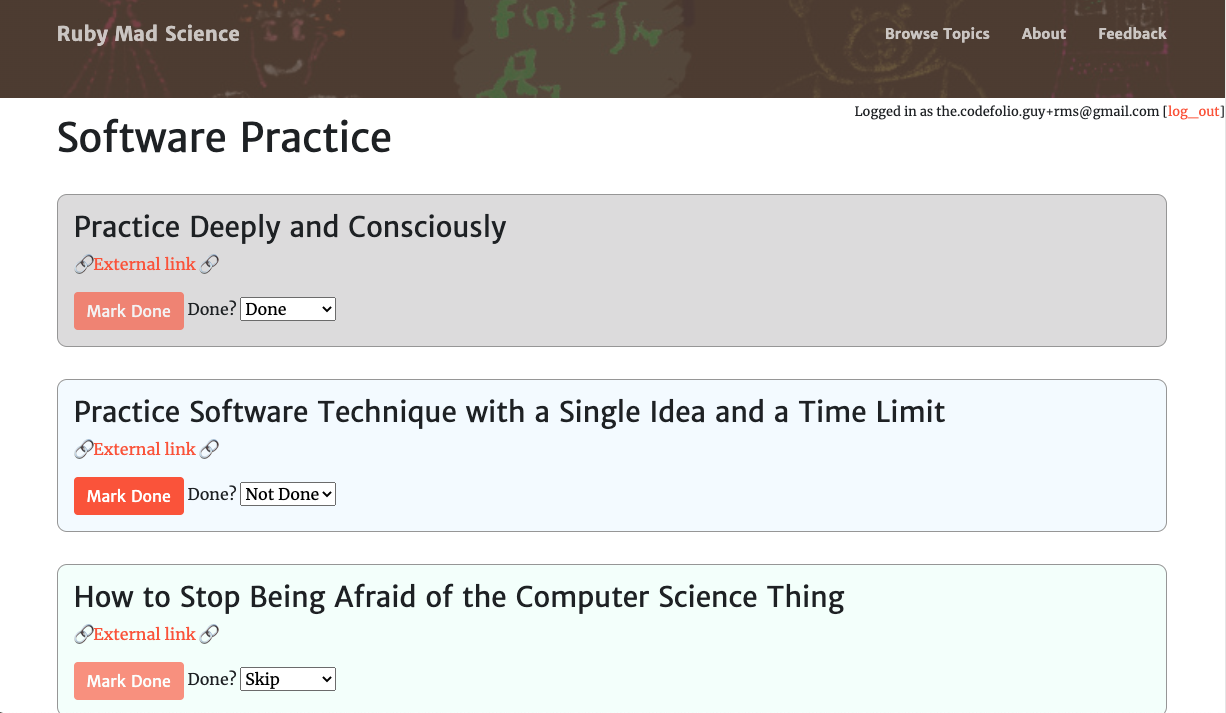 Ruby Mad Science
Browse Topics About Feedback
f(n)
Logged in as the.codefolio.guy+rms@gmail.com [log_out]
Software Practice
Practice Deeply and Consciously
🔗External link 🔗
Mark Done Done? Done
Practice Software Technique with a Single Idea and a Time Limit
🔗External link 🔗
Mark Done Done? Not Done
How to Stop Being Afraid of the Computer Science Thing
🔗External link 🔗
Mark Done Done? Skip